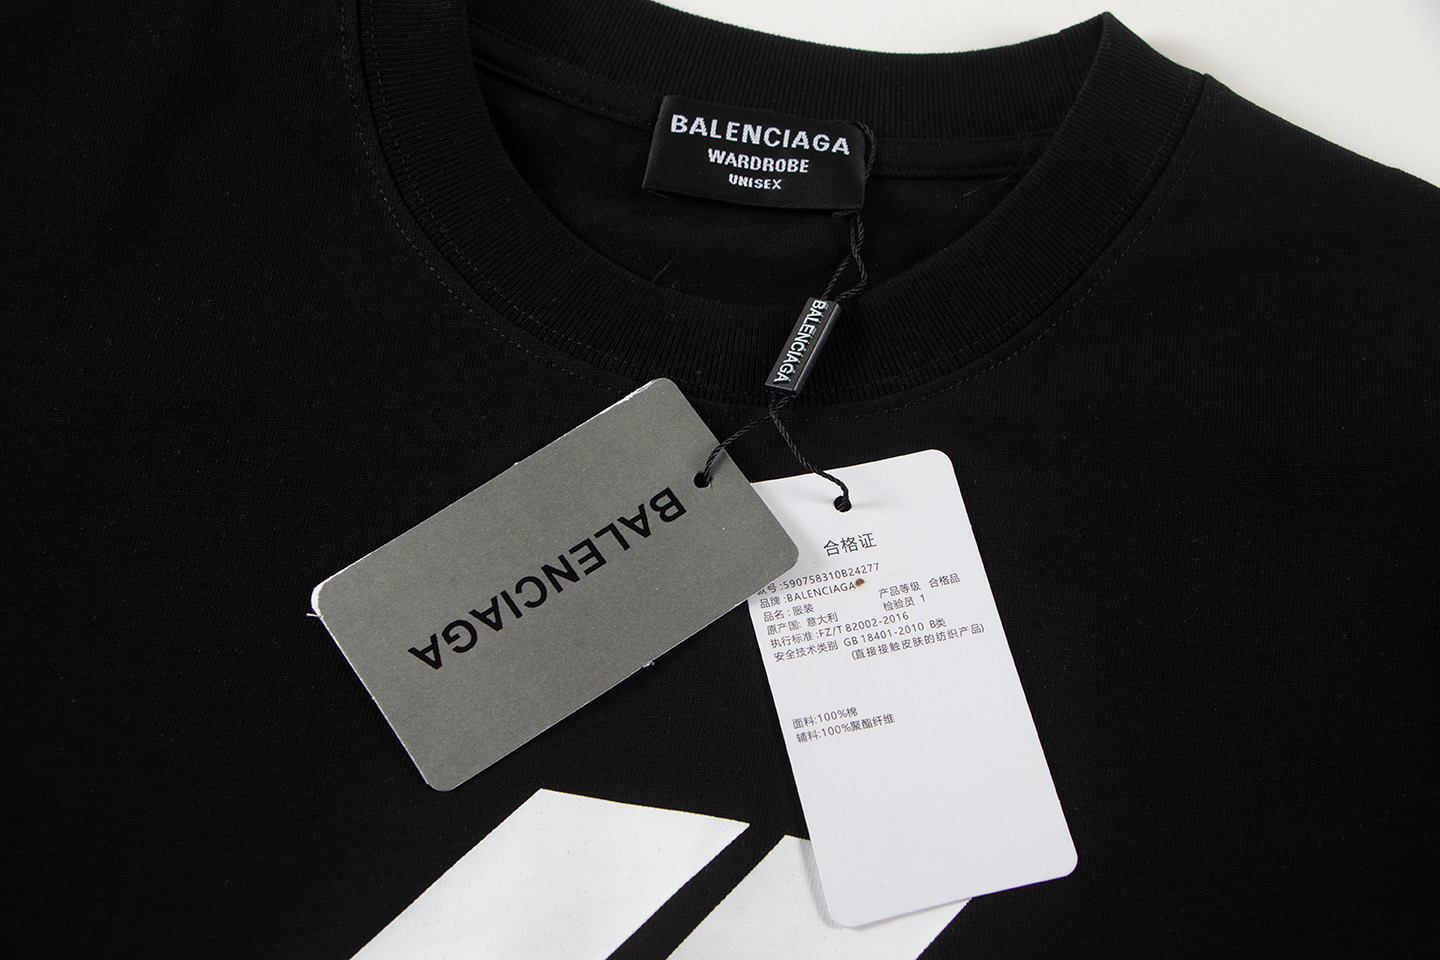 BALENCIAGA
WARDROBE
UNISEX
BALENCIAGA
BALENCIAGA
合格证
款号:590758310B24277
品牌:BALENCIAGA 产品等级 合格品
品名:服装 检验员 1
原产国: 意大利
执行标准:FZ/T 82002-2016
安全技术类别 GB 18401-2010 B类
(直接接触皮肤的纺织产品)
面料:100%棉
辅料:100%聚酯纤维